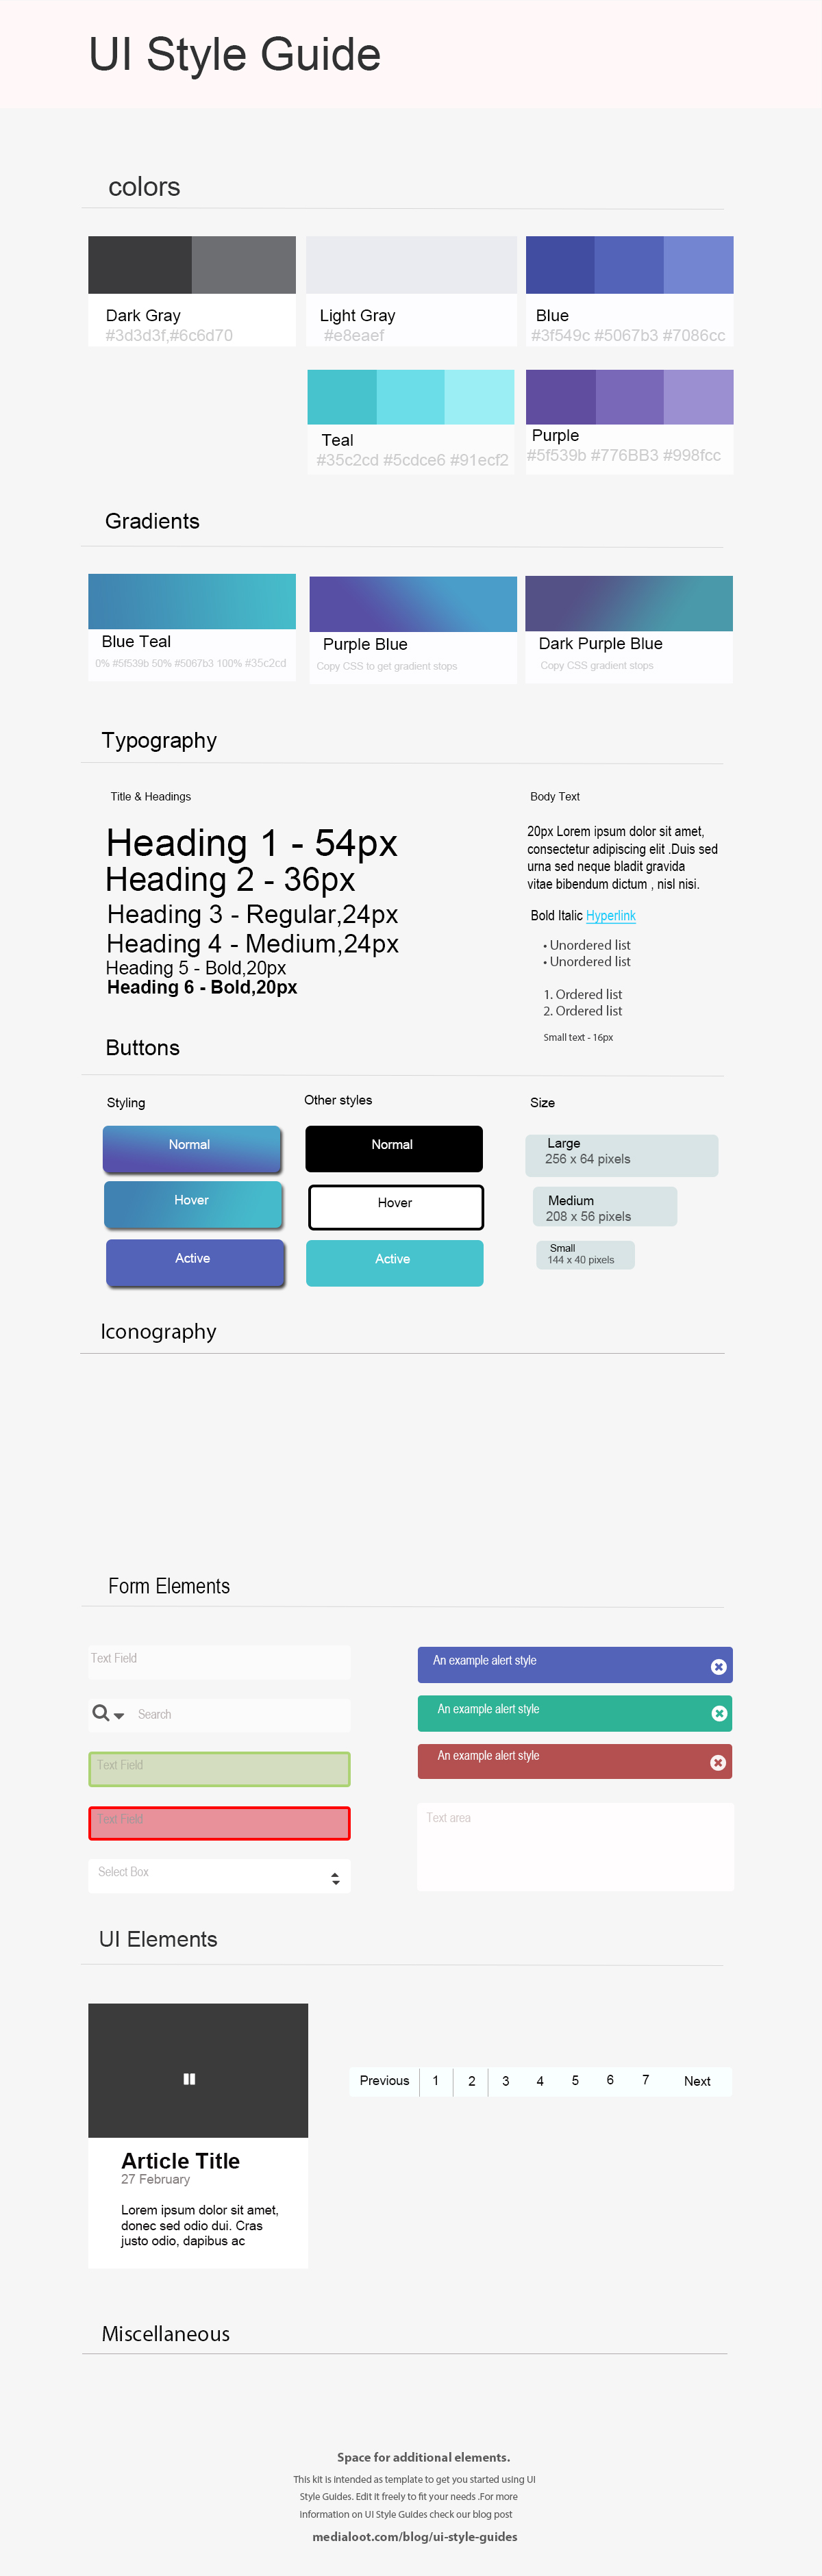 UI Style Guide
colors
Dark Gray
#3d3d3f,#6c6d70
Light Gray
#e8eaef
Blue
#3f549c #5067b3 #7086cc
Teal
#35c2cd #5cdce6 #91ecf2
Purple
#5f539b #776BB3 #998fcc
Gradients
Blue Teal
0% #5f539b 50% #5067b3 100% #35c2cd
Purple Blue
Copy CSS to get gradient stops
Dark Purple Blue
Copy CSS gradient stops
Typography
Title & Headings
Heading 1 - 54px
Heading 2 - 36px
Heading 3 - Regular,24px
Heading 4 - Medium,24px
Heading 5 - Bold,20px
Heading 6 - Bold,20px
Body Text
20px Lorem ipsum dolor sit amet,
consectetur adipiscing elit .Duis sed
urna sed neque bladit gravida
vitae bibendum dictum , nisl nisi.
Bold Italic Hyperlink
• Unordered list
• Unordered list
1. Ordered list
2. Ordered list
Small text - 16px
Buttons
Styling
Normal
Hover
Active
Other styles
Normal
Hover
Active
Size
Large
256 x 64 pixels
Medium
208 x 56 pixels
Small
144 x 40 pixels
Iconography
Form Elements
Text Field
Search
Text Field
Text Field
Select Box
An example alert style
An example alert style
An example alert style
Text area
UI Elements
Article Title
27 February
Lorem ipsum dolor sit amet,
donec sed odio dui. Cras
justo odio, dapibus ac
Previous 1 2 3 4 5 6 7 Next
Miscellaneous
Space for additional elements.
This kit is intended as template to get you started using UI
Style Guides. Edit it freely to fit your needs .For more
information on UI Style Guides check our blog post
medialoot.com/blog/ui-style-guides